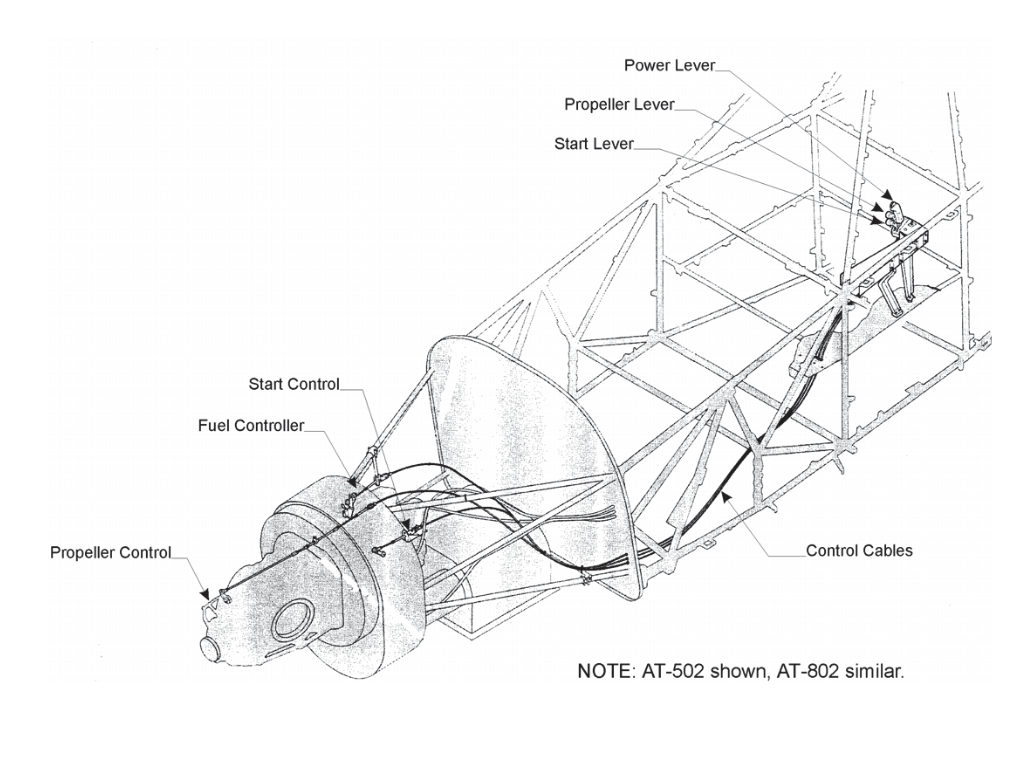 Power Lever
Propeller Lever
Start Lever
Start Control
Fuel Controller
Propeller Control
Control Cables
NOTE: AT-502 shown, AT-802 similar.